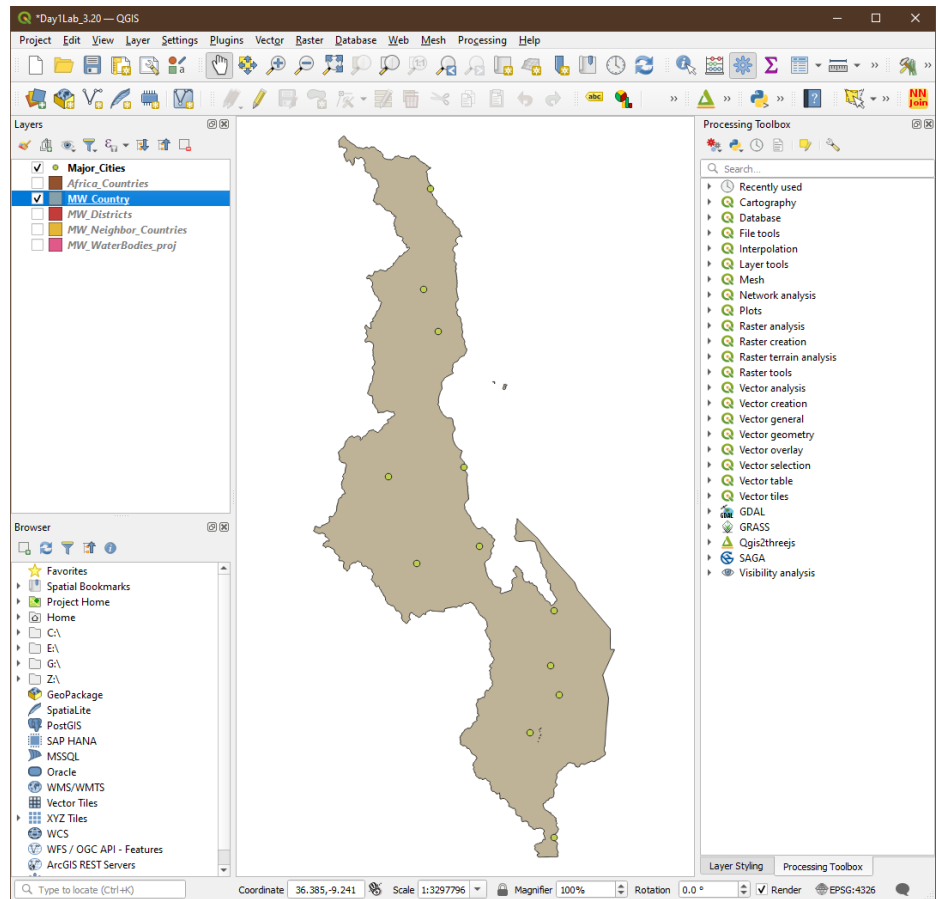 *Day1Lab_3.20 — QGIS
Project Edit View Layer Settings Plugins Vector Raster Database Web Mesh Processing Help
abc
NN
Join
Layers
Major_Cities
Africa_Countries
MW_Country
MW_Districts
MW_Neighbor_Countries
MW_WaterBodies_proj
Browser
Favorites
Spatial Bookmarks
Project Home
Home
C:\
E:\
G:\
Z:\
GeoPackage
SpatiaLite
PostGIS
SAP HANA
MSSQL
Oracle
WMS/WMTS
Vector Tiles
XYZ Tiles
WCS
WFS / OGC API - Features
ArcGIS REST Servers
Processing Toolbox
Search...
Recently used
Cartography
Database
File tools
Interpolation
Layer tools
Mesh
Network analysis
Plots
Raster analysis
Raster creation
Raster terrain analysis
Raster tools
Vector analysis
Vector creation
Vector general
Vector geometry
Vector overlay
Vector selection
Vector table
Vector tiles
GDAL
GRASS
Qgis2threejs
SAGA
Visibility analysis
Layer Styling Processing Toolbox
Type to locate (Ctrl+K) Coordinate 36.385,-9.241 Scale 1:3297796 Magnifier 100% Rotation 0.0 ° Render EPSG:4326